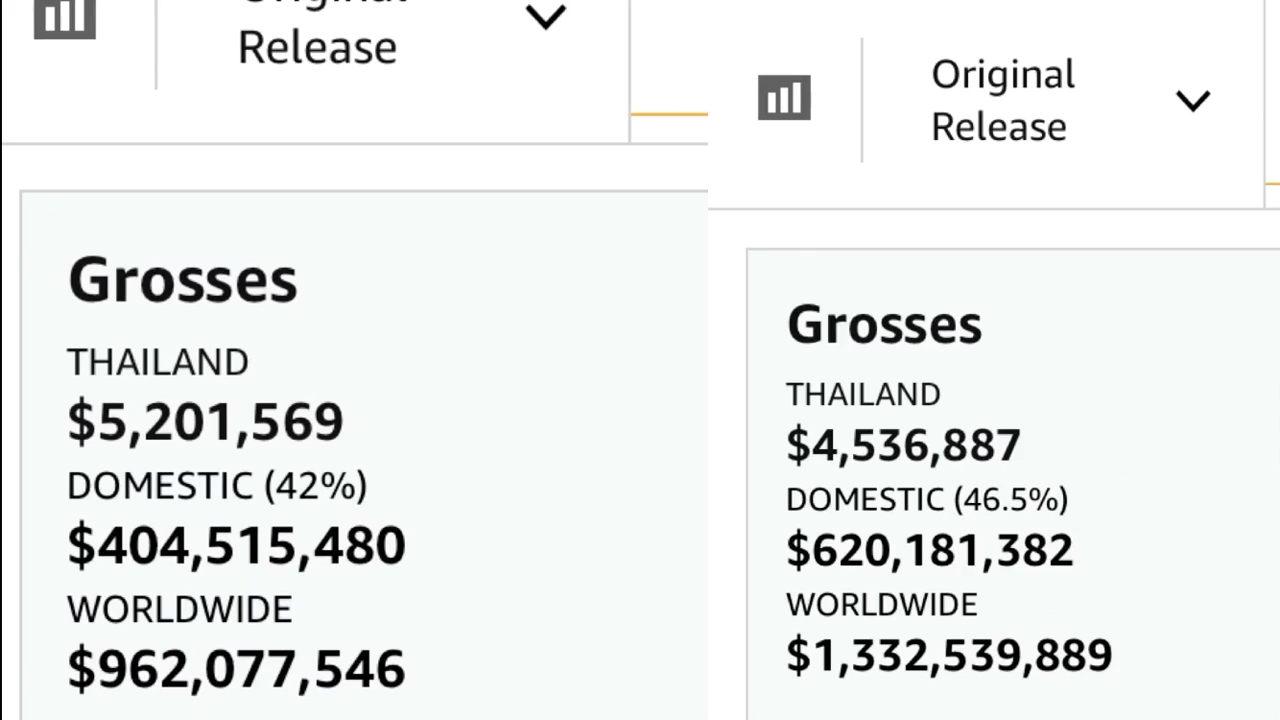 Original
Release
Grosses
THAILAND
$5,201,569
DOMESTIC (42%)
$404,515,480
WORLDWIDE
$962,077,546
Original
Release
Grosses
THAILAND
$4,536,887
DOMESTIC (46.5%)
$620,181,382
WORLDWIDE
$1,332,539,889